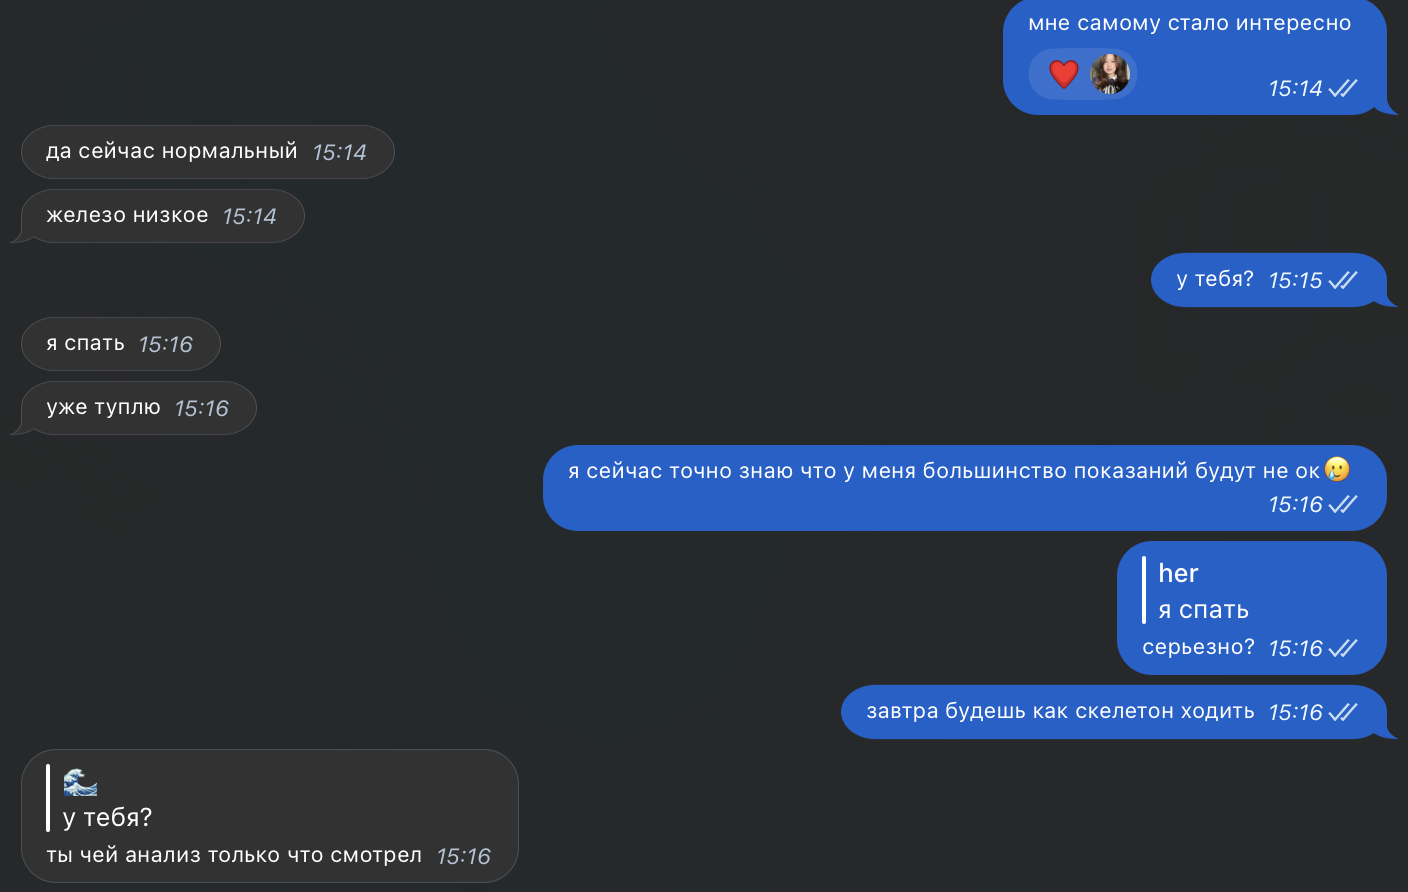 мне самому стало интересно
❤️
15:14
да сейчас нормальный 15:14
железо низкое 15:14
у тебя? 15:15
я спать 15:16
уже туплю 15:16
я сейчас точно знаю что у меня большинство показаний будут не ок🥲
15:16
her
я спать
серьезно? 15:16
завтра будешь как скелетон ходить 15:16
🌊
у тебя?
ты чей анализ только что смотрел 15:16